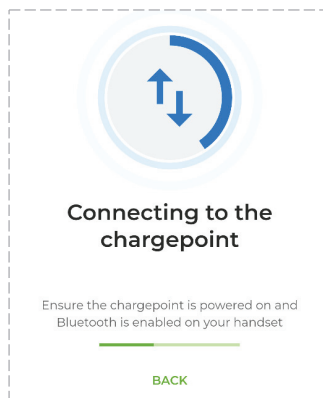 Connecting to the
chargepoint
Ensure the chargepoint is powered on and
Bluetooth is enabled on your handset
BACK